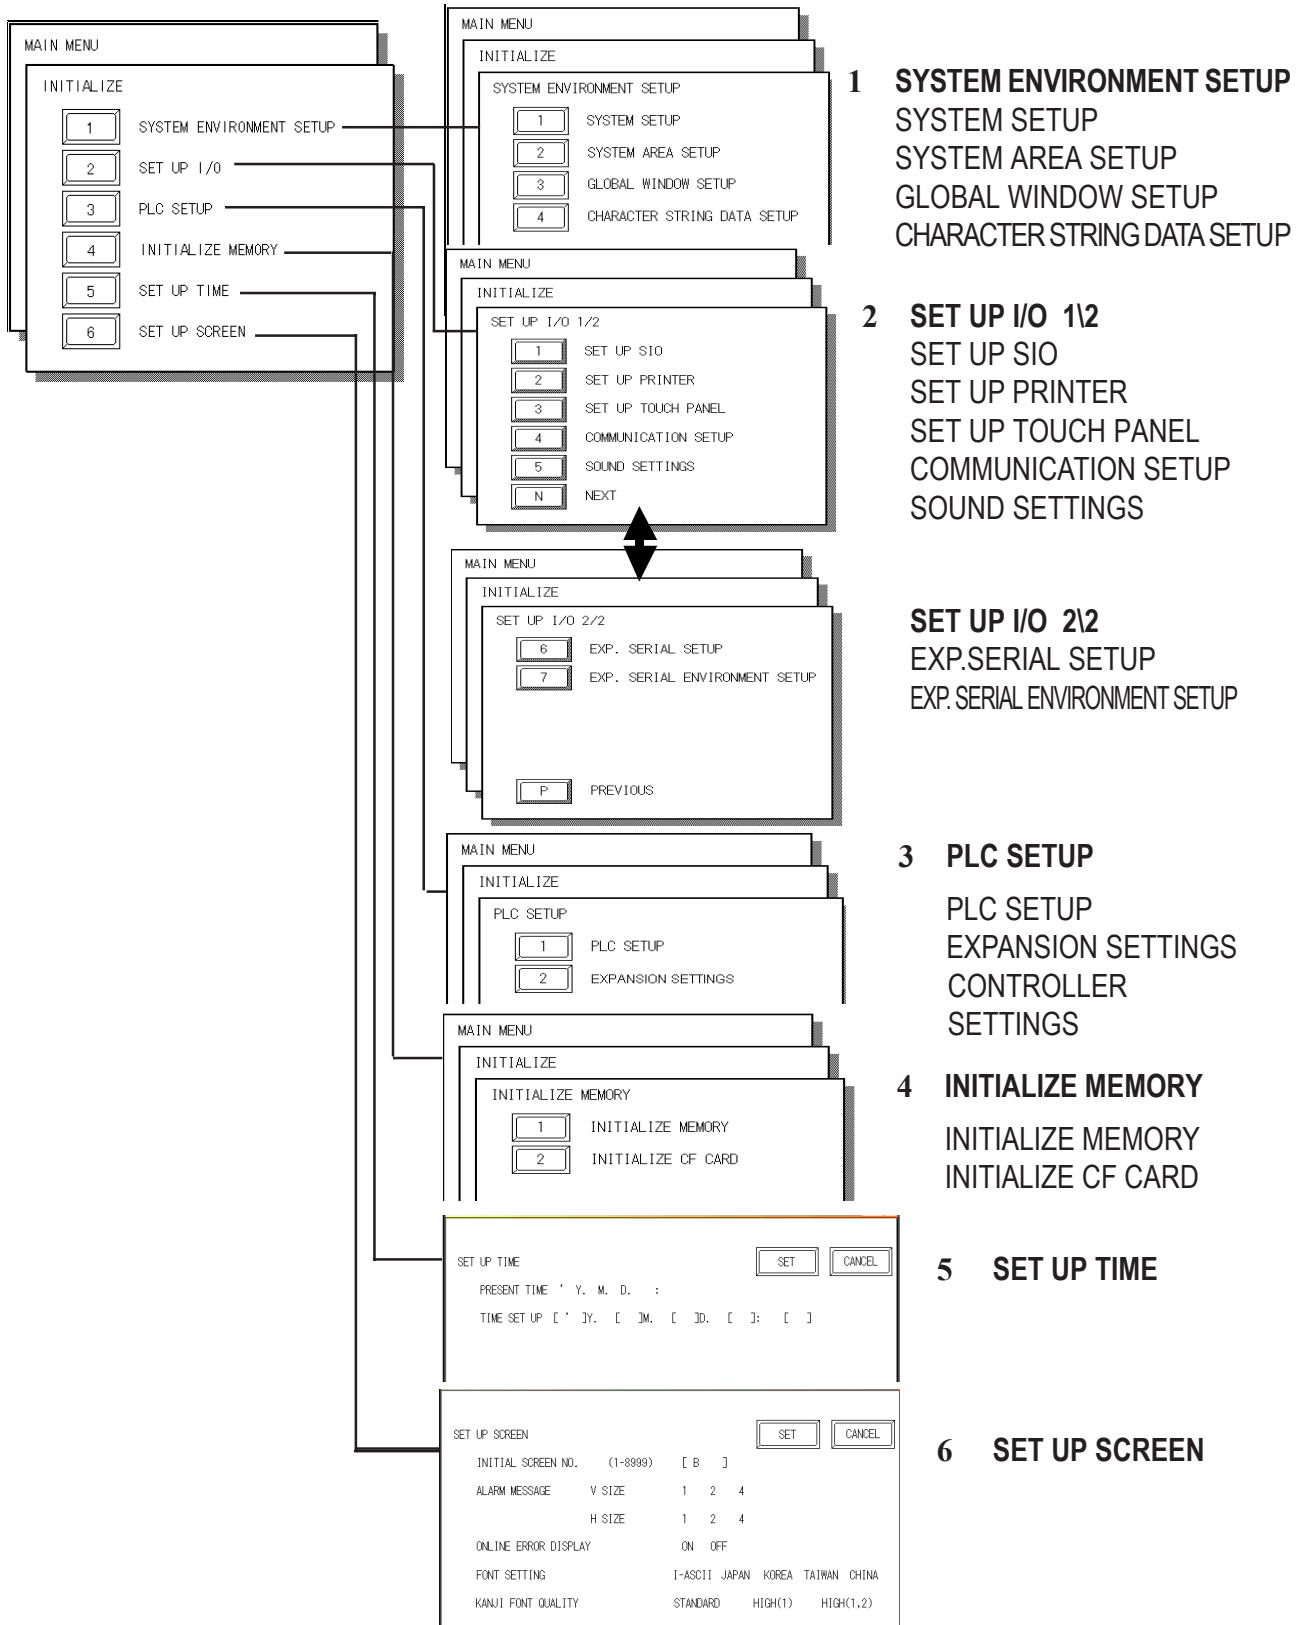 MAIN MENU
INITIALIZE
1 SYSTEM ENVIRONMENT SETUP
2 SET UP I/O
3 PLC SETUP
4 INITIALIZE MEMORY
5 SET UP TIME
6 SET UP SCREEN
MAIN MENU
INITIALIZE
SYSTEM ENVIRONMENT SETUP
1 SYSTEM SETUP
2 SYSTEM AREA SETUP
3 GLOBAL WINDOW SETUP
4 CHARACTER STRING DATA SETUP
1 SYSTEM ENVIRONMENT SETUP
SYSTEM SETUP
SYSTEM AREA SETUP
GLOBAL WINDOW SETUP
CHARACTER STRING DATA SETUP
MAIN MENU
INITIALIZE
SET UP I/O 1/2
1 SET UP SIO
2 SET UP PRINTER
3 SET UP TOUCH PANEL
4 COMMUNICATION SETUP
5 SOUND SETTINGS
N NEXT
2 SET UP I/O 1\2
SET UP SIO
SET UP PRINTER
SET UP TOUCH PANEL
COMMUNICATION SETUP
SOUND SETTINGS
MAIN MENU
INITIALIZE
SET UP I/O 2/2
6 EXP. SERIAL SETUP
7 EXP. SERIAL ENVIRONMENT SETUP
P PREVIOUS
SET UP I/O 2\2
EXP.SERIAL SETUP
EXP. SERIAL ENVIRONMENT SETUP
MAIN MENU
INITIALIZE
PLC SETUP
1 PLC SETUP
2 EXPANSION SETTINGS
3 PLC SETUP
PLC SETUP
EXPANSION SETTINGS
CONTROLLER
SETTINGS
MAIN MENU
INITIALIZE
INITIALIZE MEMORY
1 INITIALIZE MEMORY
2 INITIALIZE CF CARD
4 INITIALIZE MEMORY
INITIALIZE MEMORY
INITIALIZE CF CARD
SET UP TIME SET CANCEL
PRESENT TIME ' Y. M. D. :
TIME SET UP [ ' ]Y. [ ]M. [ ]D. [ ]: [ ]
5 SET UP TIME
SET UP SCREEN SET CANCEL
INITIAL SCREEN NO. (1-8999) [ B ]
ALARM MESSAGE V SIZE 1 2 4
H SIZE 1 2 4
ONLINE ERROR DISPLAY ON OFF
FONT SETTING I-ASCII JAPAN KOREA TAIWAN CHINA
KANJI FONT QUALITY STANDARD HIGH(1) HIGH(1,2)
6 SET UP SCREEN